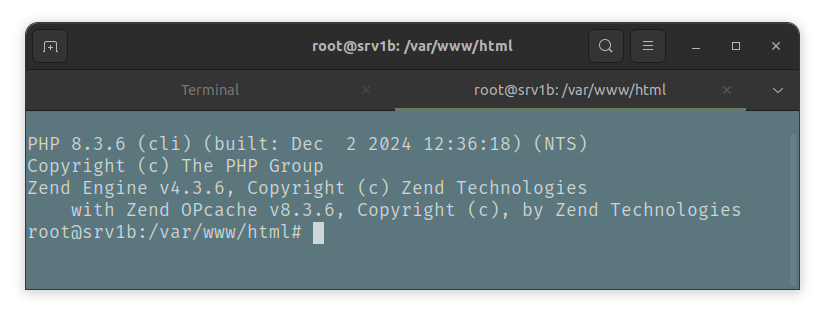 root@srv1b: /var/www/html
Terminal
root@srv1b: /var/www/html
PHP 8.3.6 (cli) (built: Dec  2 2024 12:36:18) (NTS)
Copyright (c) The PHP Group
Zend Engine v4.3.6, Copyright (c) Zend Technologies
    with Zend OPcache v8.3.6, Copyright (c), by Zend Technologies
root@srv1b:/var/www/html#